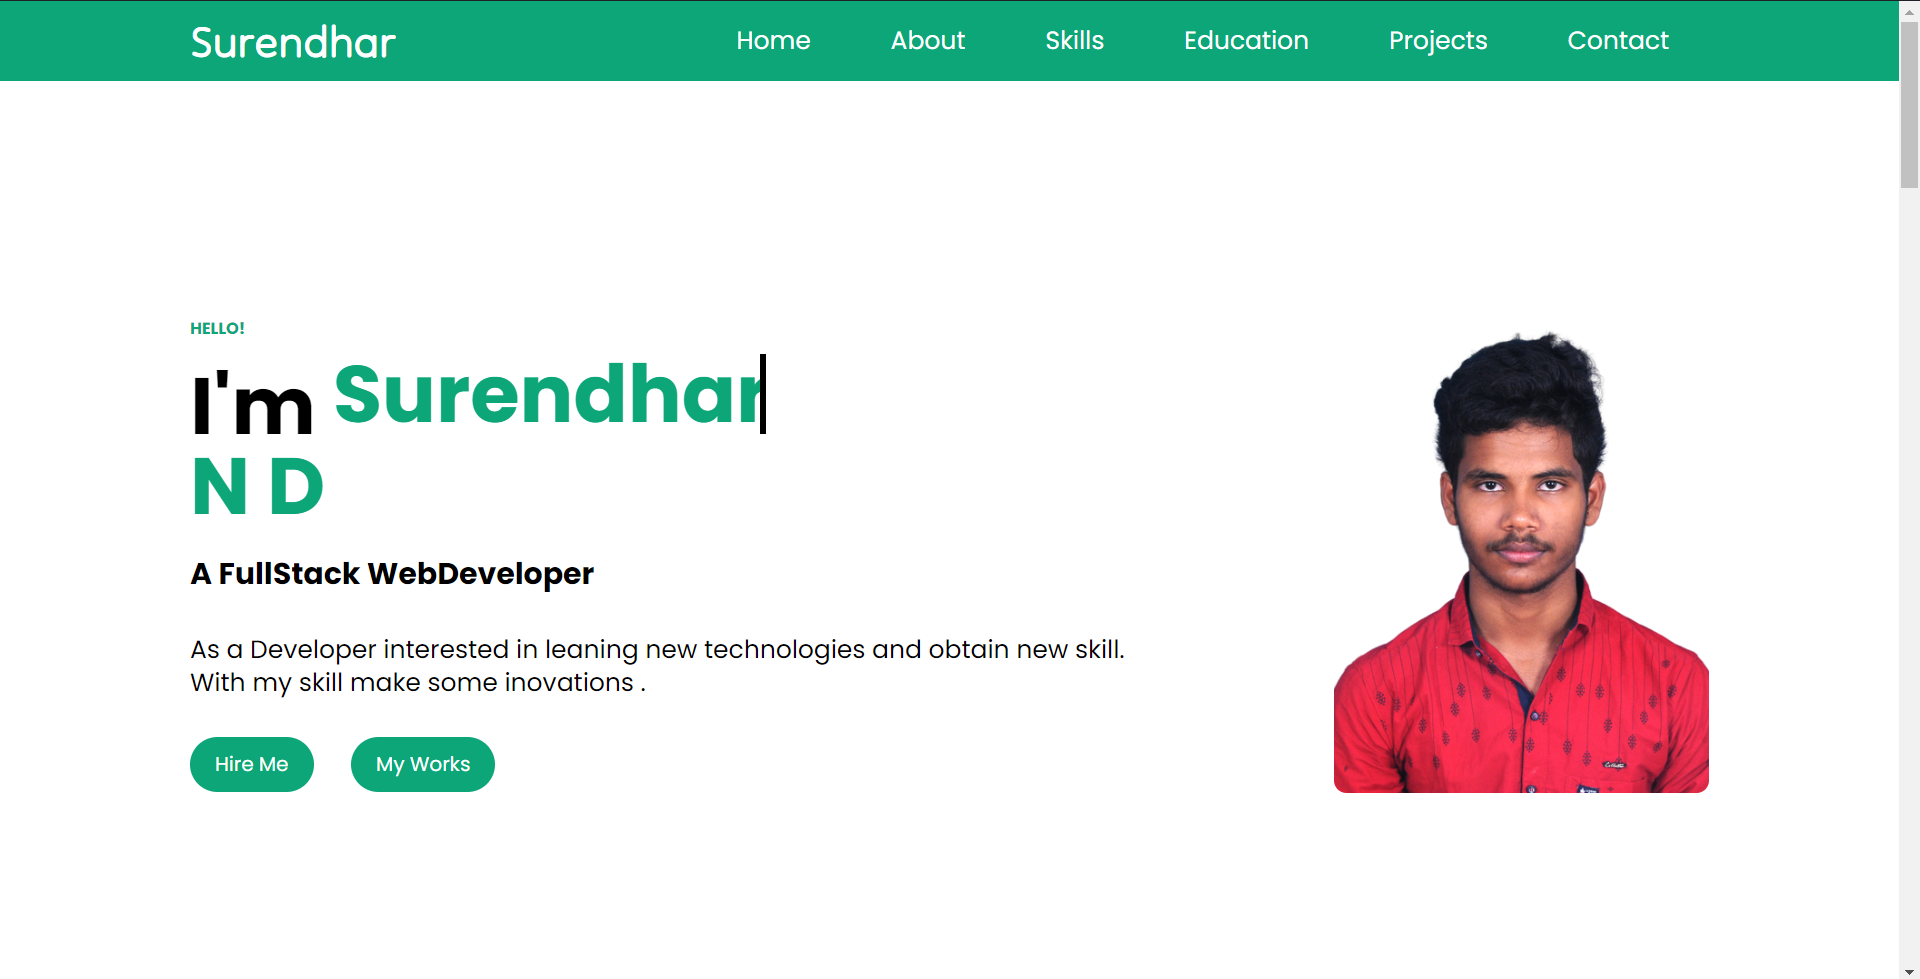 Surendhar
Home About Skills Education Projects Contact
HELLO!
I'm Surendhar
N D
A FullStack WebDeveloper
As a Developer interested in leaning new technologies and obtain new skill.
With my skill make some inovations .
Hire Me My Works